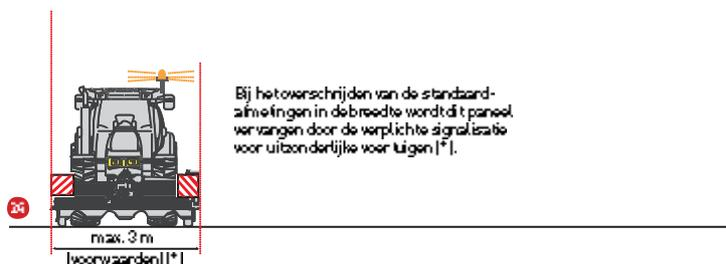 Bij het overschrijden van de standaard-
afmetingen in de breedte wordt dit paneel
vervangen door de verplichte signalisatie
voor uitzonderlijke voertuigen (*).
24
max. 3 m
(voorwaarden) (*)